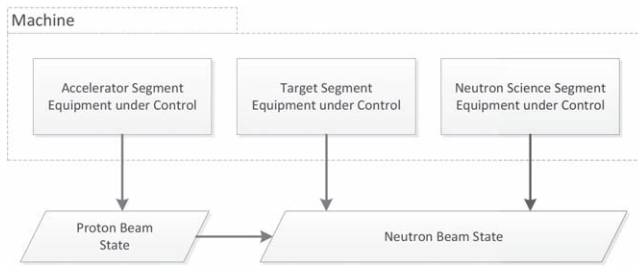 Machine
Accelerator Segment
Equipment under Control
Target Segment
Equipment under Control
Neutron Science Segment
Equipment under Control
Proton Beam
State
Neutron Beam State